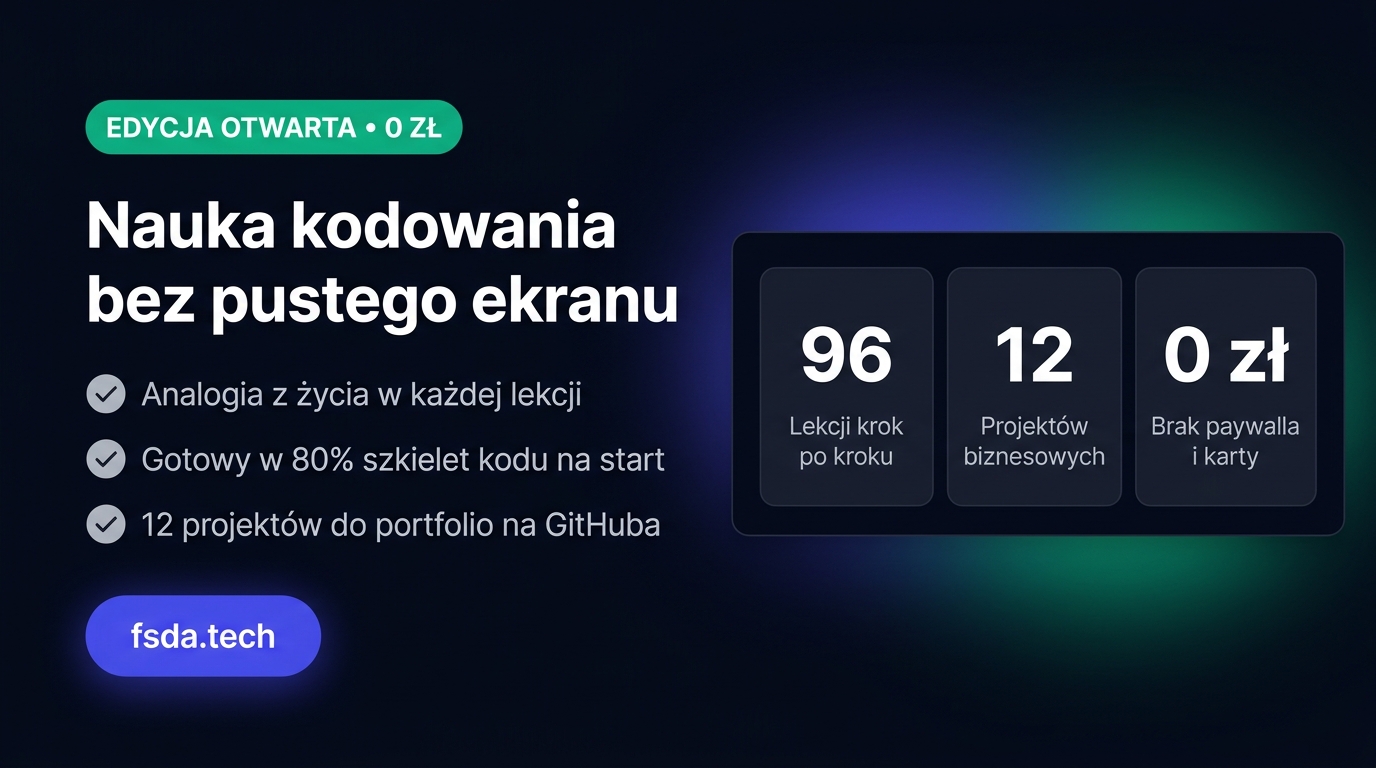 EDYCJA OTWARTA • 0 ZŁ
Nauka kodowania
bez pustego ekranu
Analogia z życia w każdej lekcji
Gotowy w 80% szkielet kodu na start
12 projektów do portfolio na GitHuba
fsda.tech
96
Lekcji krok
po kroku
12
Projektów
biznesowych
0 zł
Brak paywalla
i karty